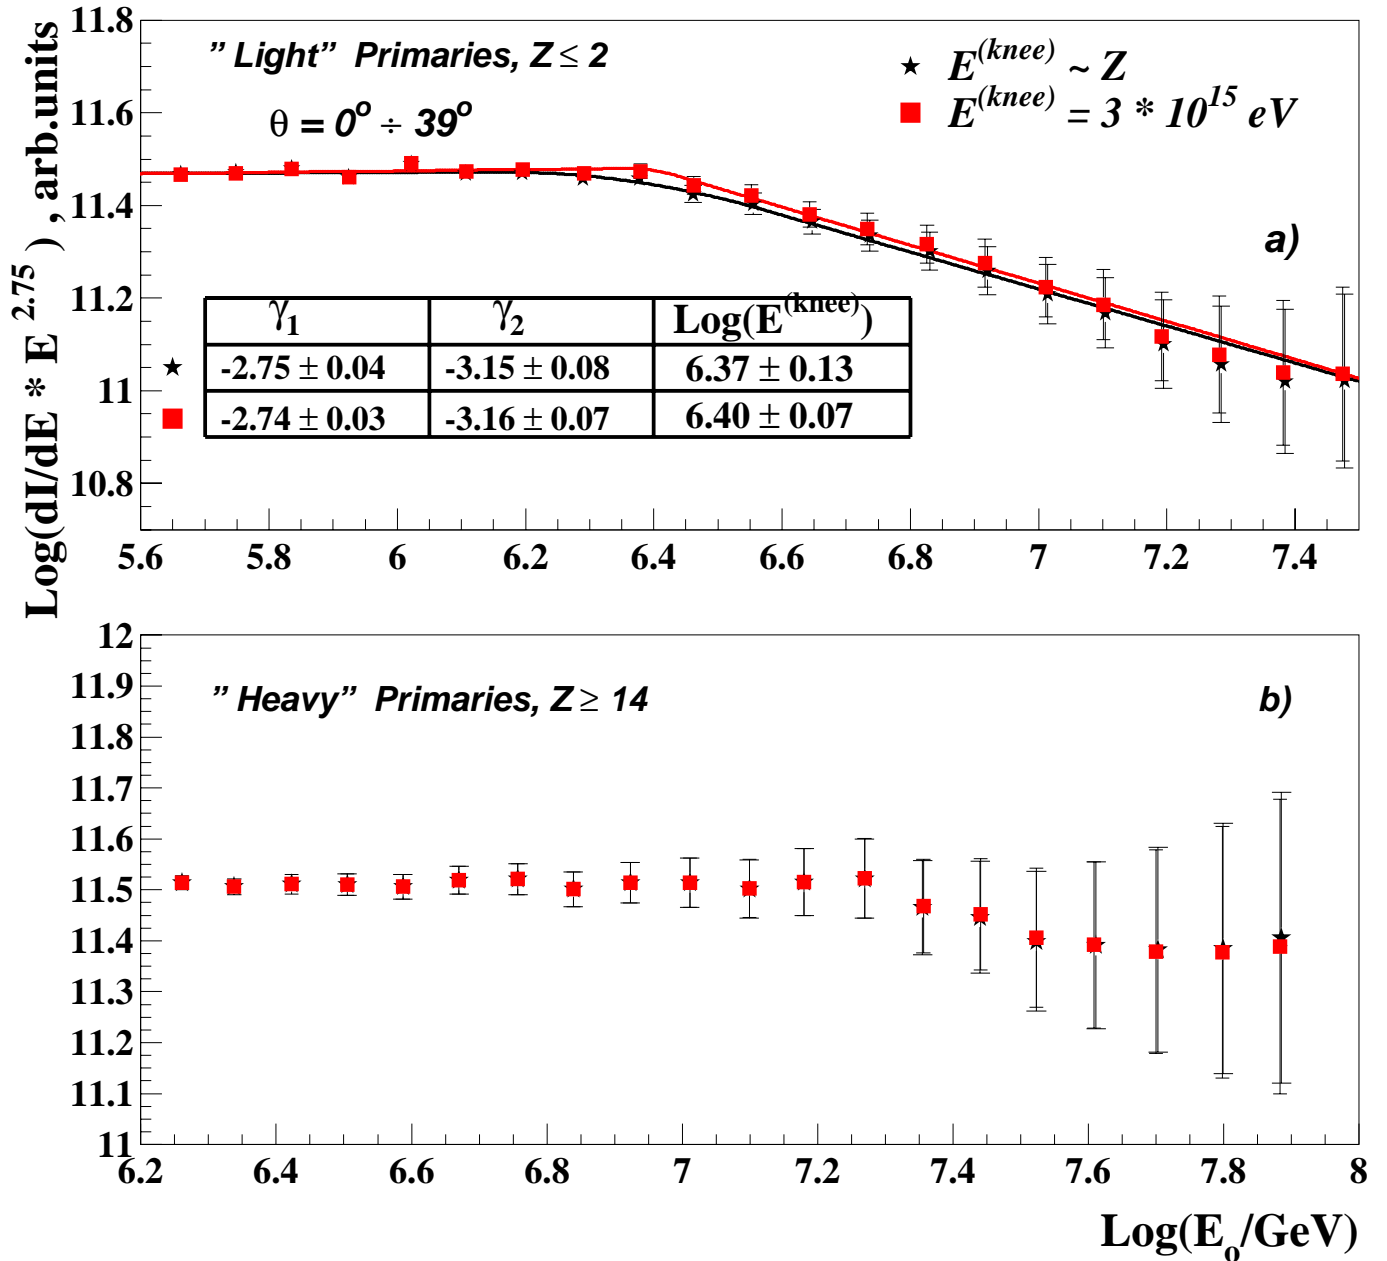 Log(dI/dE * E^2.75) , arb.units
11.8
11.6
11.4
11.2
11
10.8
" Light" Primaries, Z ≤ 2
θ = 0° ÷ 39°
E^(knee) ~ Z
E^(knee) = 3 * 10^15 eV
a)
γ1 γ2 Log(E^(knee))
-2.75 ± 0.04 -3.15 ± 0.08 6.37 ± 0.13
-2.74 ± 0.03 -3.16 ± 0.07 6.40 ± 0.07
5.6 5.8 6 6.2 6.4 6.6 6.8 7 7.2 7.4
12
11.9
11.8
11.7
11.6
11.5
11.4
11.3
11.2
11.1
11
" Heavy" Primaries, Z ≥ 14
b)
6.2 6.4 6.6 6.8 7 7.2 7.4 7.6 7.8 8
Log(E_o/GeV)